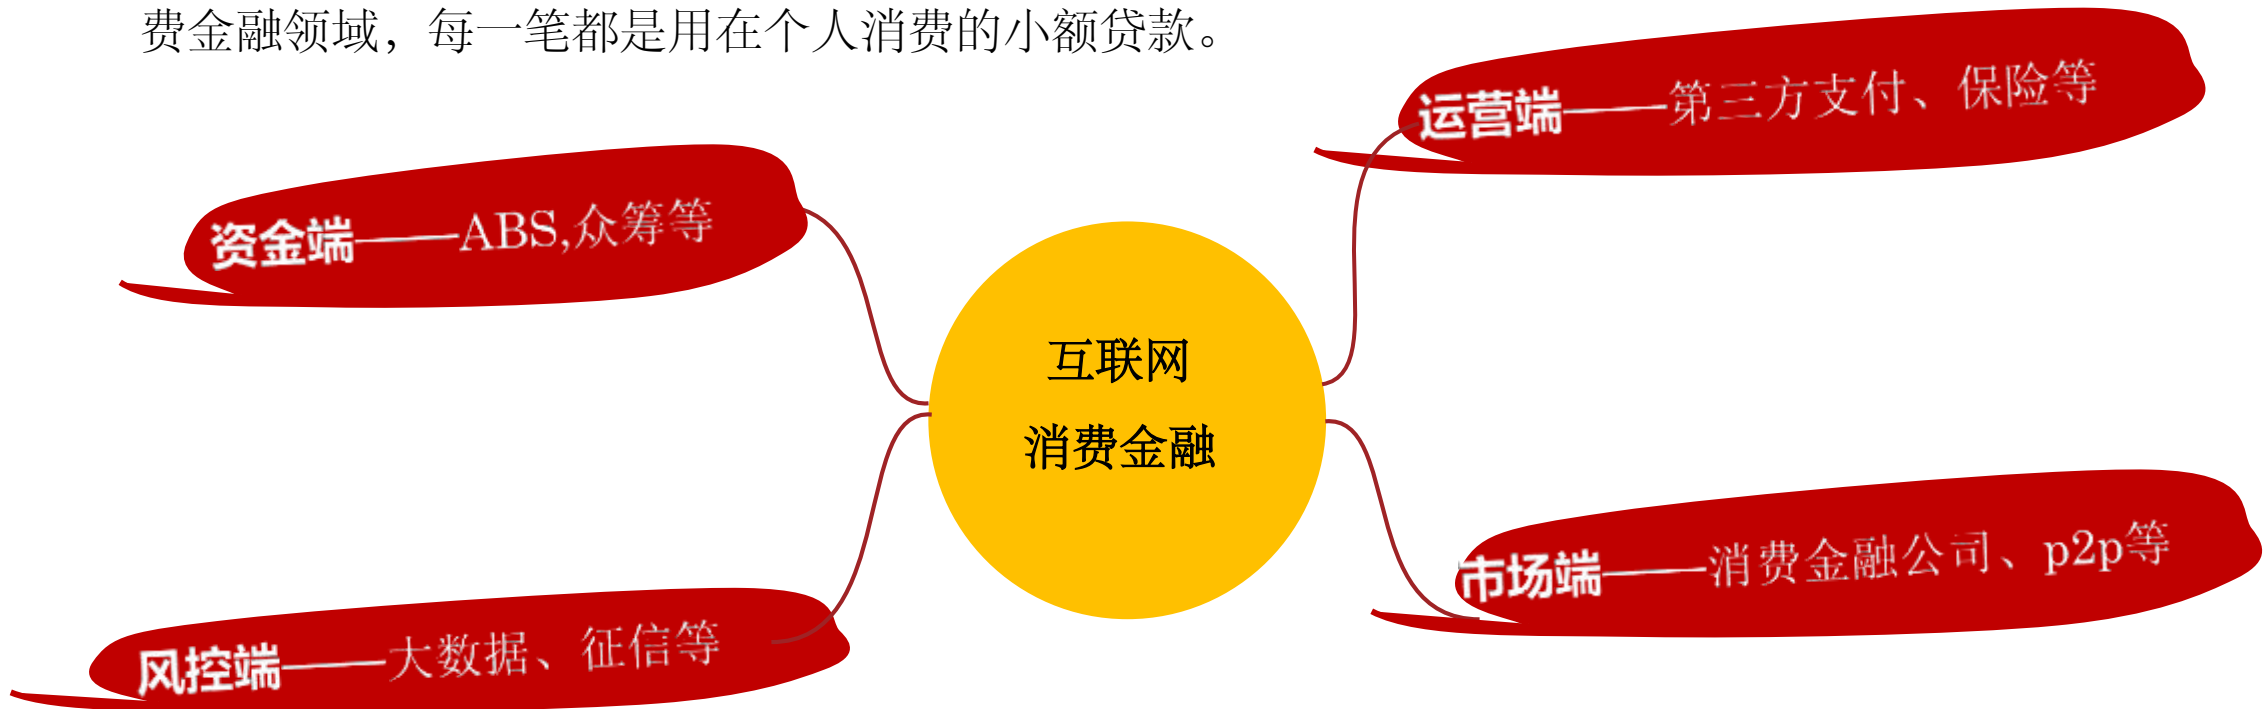 费金融领域，每一笔都是用在个人消费的小额贷款。
运营端——第三方支付、保险等
资金端——ABS,众筹等
互联网
消费金融
市场端——消费金融公司、p2p等
风控端——大数据、征信等